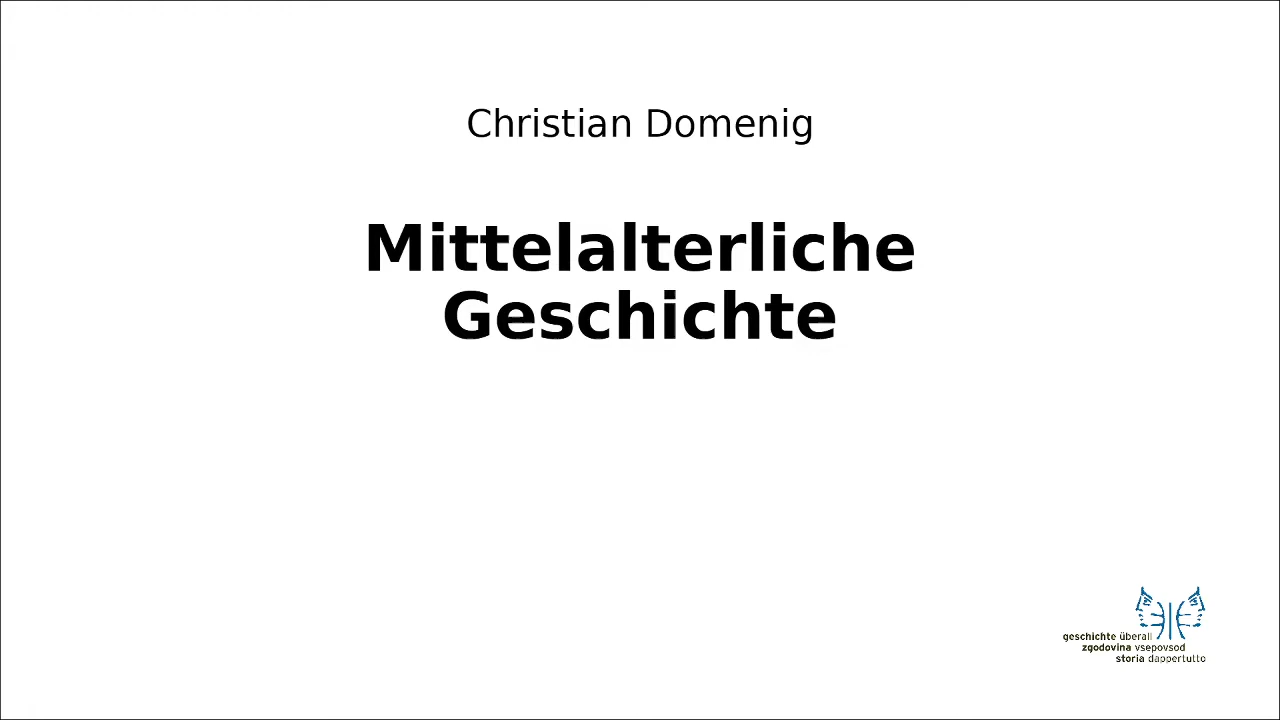 Christian Domenig
Mittelalterliche
Geschichte
geschichte überall
zgodovina vsepovsod
storia dappertutto